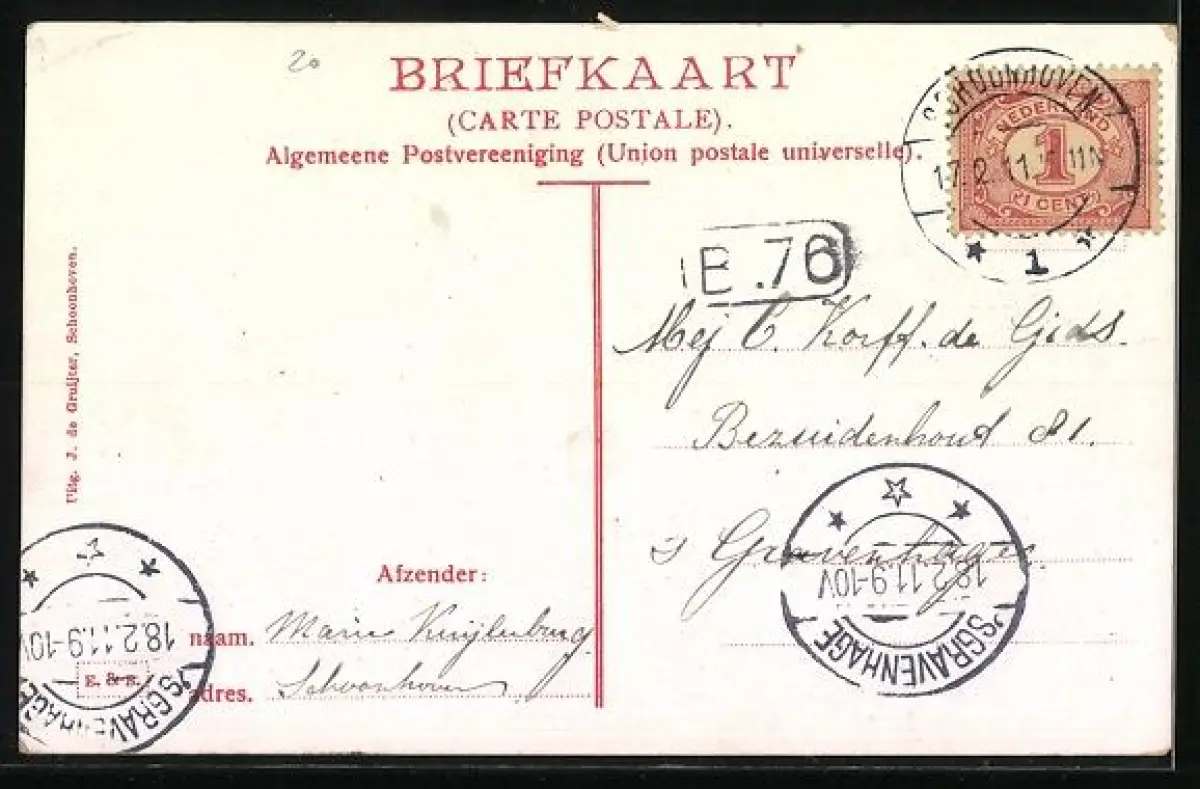 20
BRIEFKAART
(CARTE POSTALE).
Algemeene Postvereeniging (Union postale universelle).
SCHOONHOVEN
17.2.11. 11N
1
NEDERLAND
1
1 CENT
B.76
Mej C. Korff. de Gids.
Bezuidenhout 81.
s Gravenhage.
'SGRAVENHAGE
18.2.11.9-10V
Uitg. J. de Gruijter, Schoonhoven.
Afzender:
naam. Marie Kuijlenburg
adres. Schoonhoven
E. & B.
'SGRAVENHAGE
18.2.11.9-10V